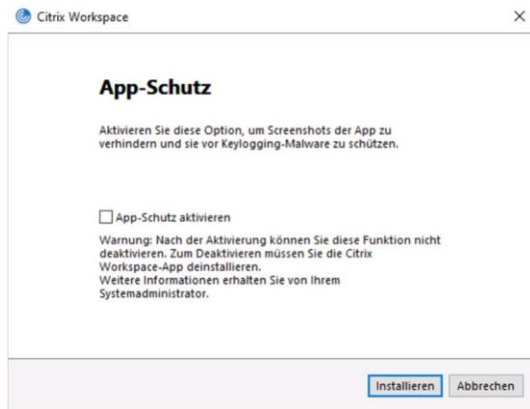 Citrix Workspace
App-Schutz
Aktivieren Sie diese Option, um Screenshots der App zu
verhindern und sie vor Keylogging-Malware zu schützen.
App-Schutz aktivieren
Warnung: Nach der Aktivierung können Sie diese Funktion nicht
deaktivieren. Zum Deaktivieren müssen Sie die Citrix
Workspace-App deinstallieren.
Weitere Informationen erhalten Sie von Ihrem
Systemadministrator.
Installieren Abbrechen